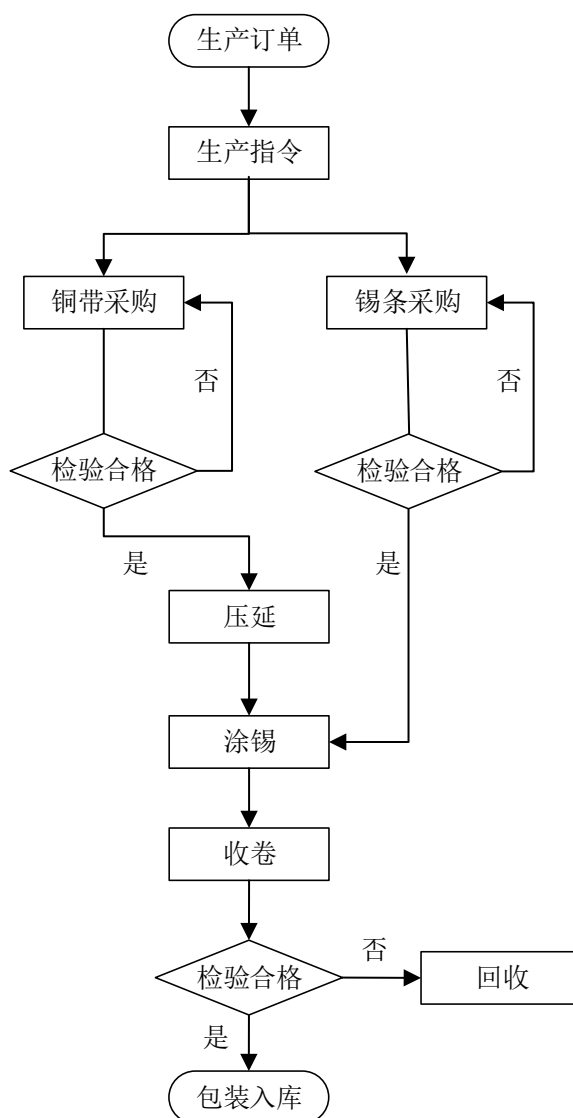 生产订单
生产指令
铜带采购
锡条采购
否
否
检验合格
检验合格
是
是
压延
涂锡
收卷
检验合格
否
回收
是
包装入库